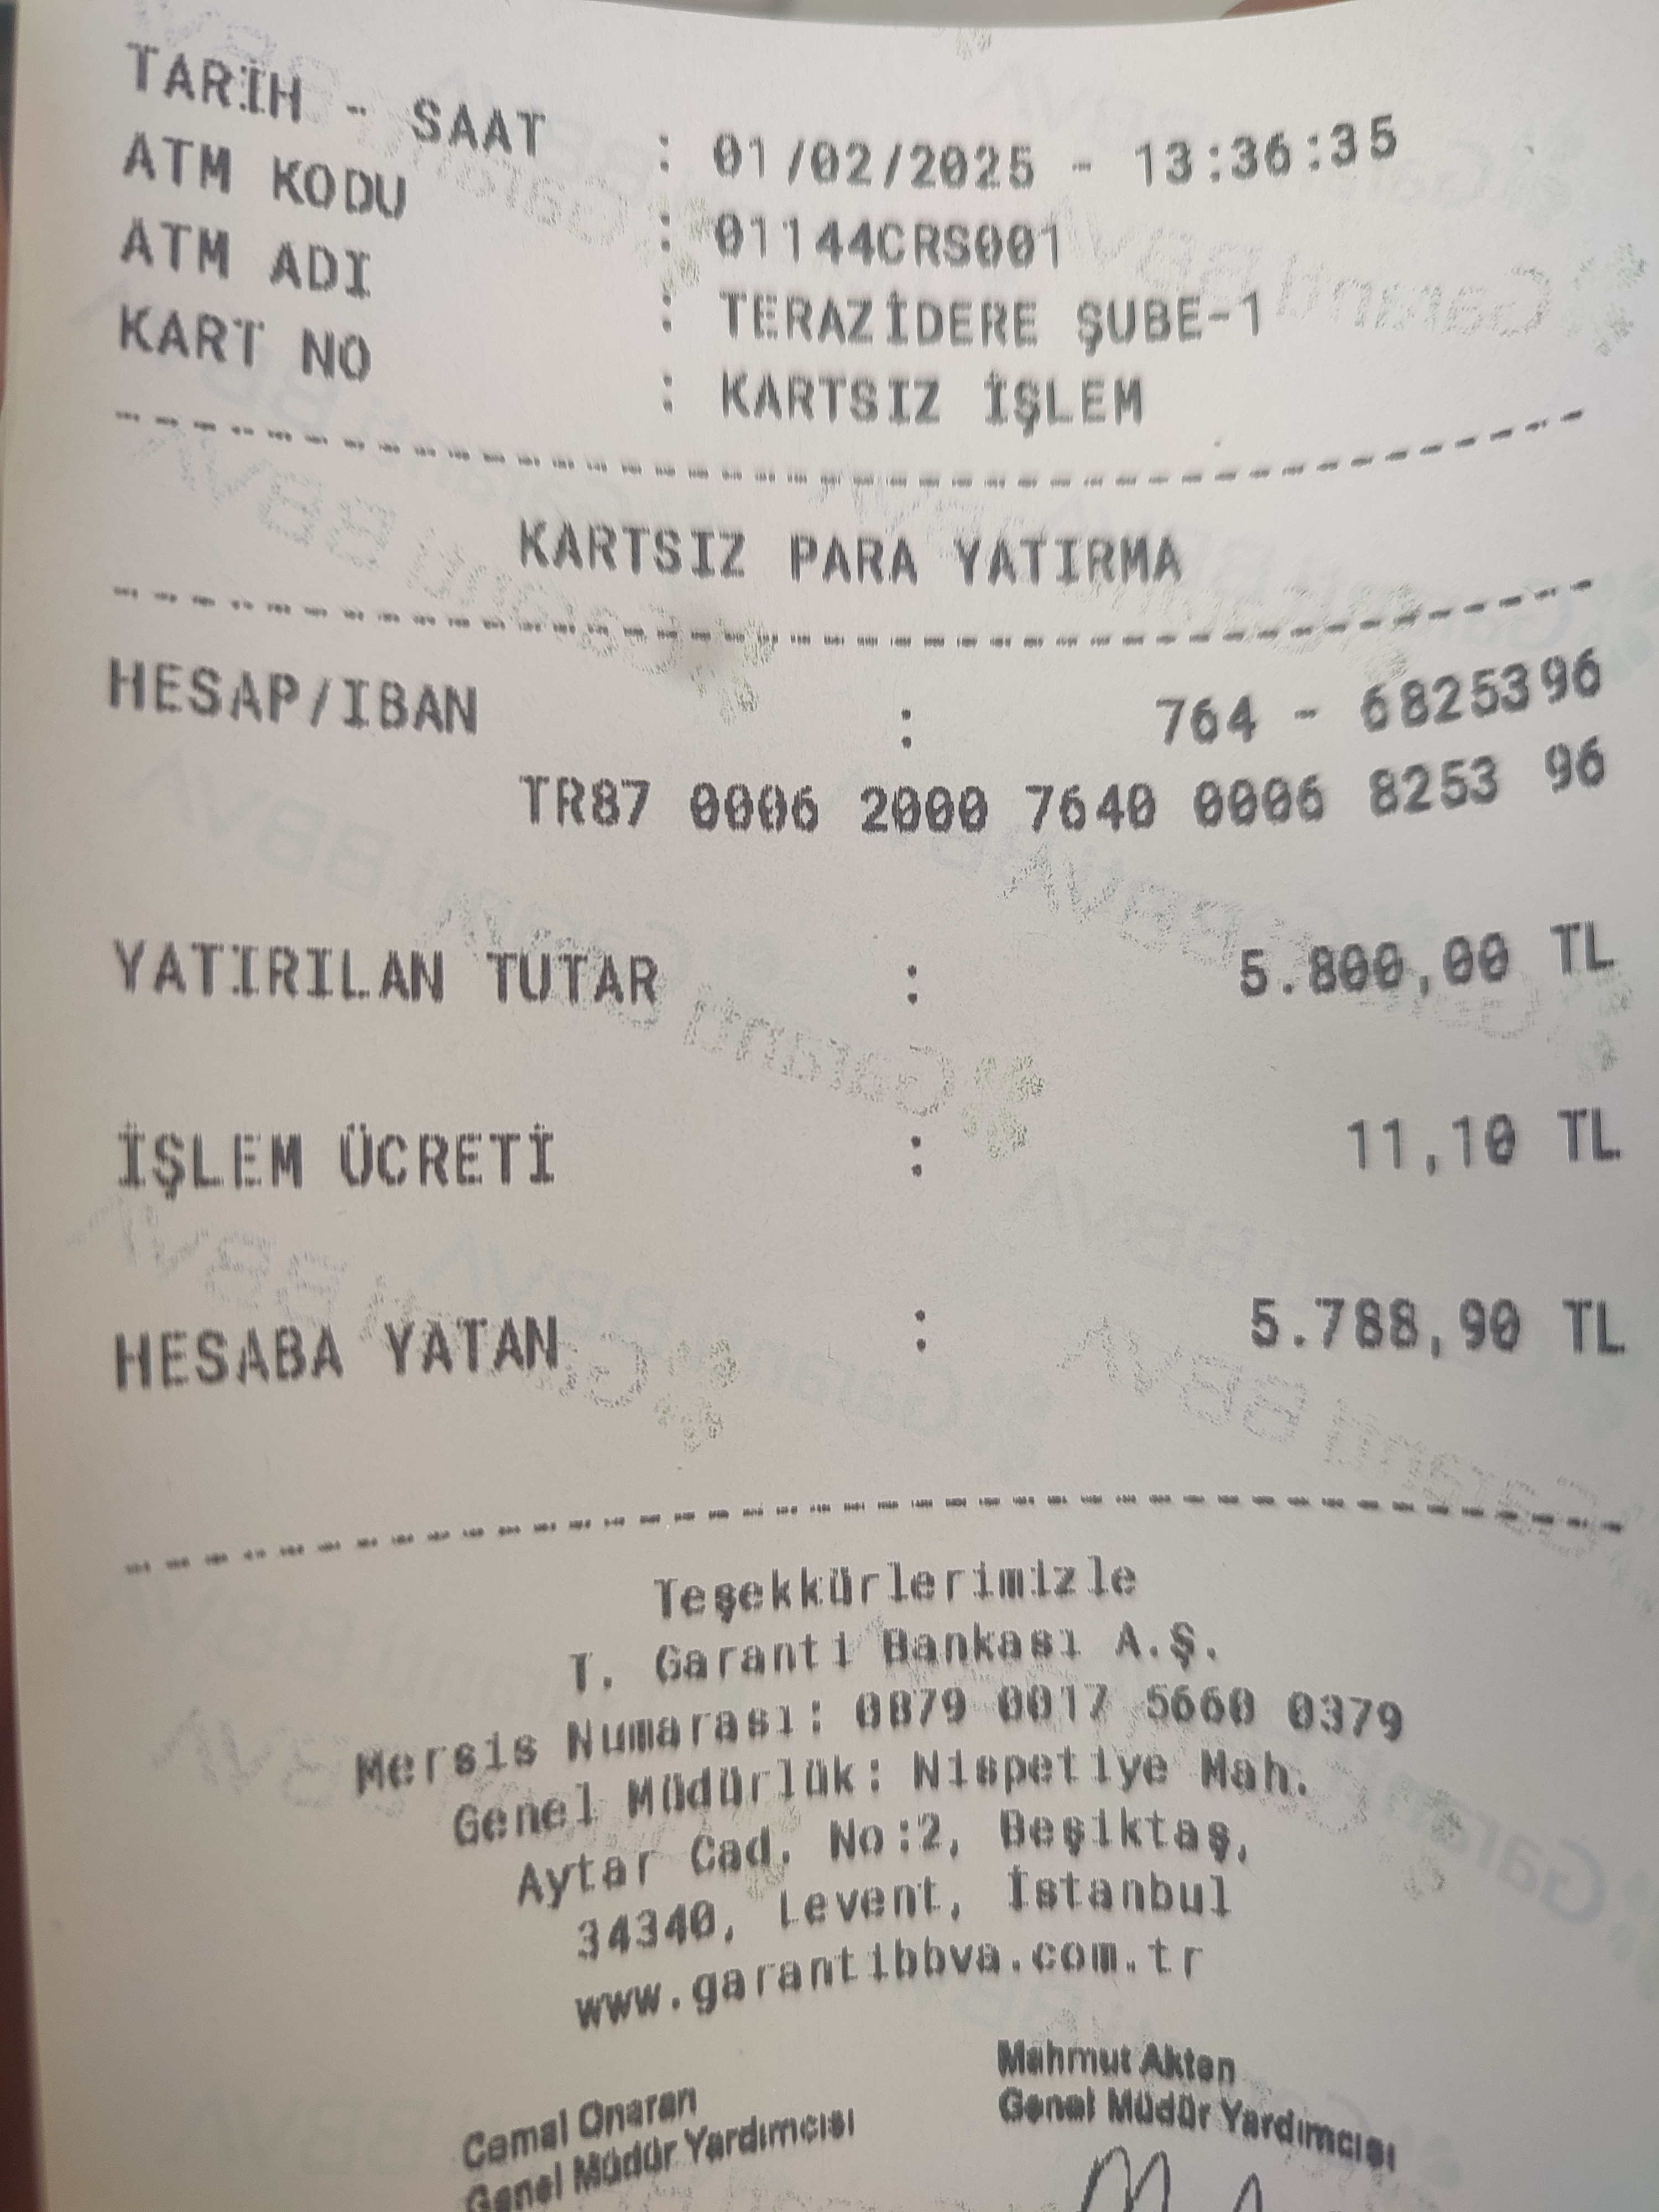 TARİH - SAAT : 01/02/2025 - 13:36:35
ATM KODU : 01144CRS001
ATM ADI : TERAZİDERE ŞUBE-1
KART NO : KARTSIZ İŞLEM
KARTSIZ PARA YATIRMA
HESAP/IBAN : 764 - 6825396
TR87 0006 2000 7640 0006 8253 96
YATIRILAN TUTAR : 5.800,00 TL
İŞLEM ÜCRETİ : 11,10 TL
HESABA YATAN : 5.788,90 TL
Teşekkürlerimizle
T. Garanti Bankası A.Ş.
Mersis Numarası: 0879 0017 5660 0379
Genel Müdürlük: Nispetiye Mah.
Aytar Cad. No:2, Beşiktaş,
34340, Levent, İstanbul
www.garantibbva.com.tr
Cemal Onaran
Genel Müdür Yardımcısı
Mahmut Akten
Genel Müdür Yardımcısı